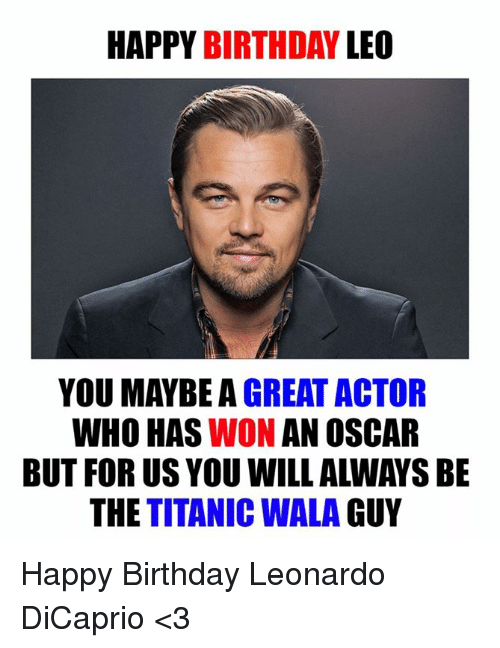 HAPPY BIRTHDAY LEO
YOU MAYBE A GREAT ACTOR
WHO HAS WON AN OSCAR
BUT FOR US YOU WILL ALWAYS BE
THE TITANIC WALA GUY
Happy Birthday Leonardo
DiCaprio <3